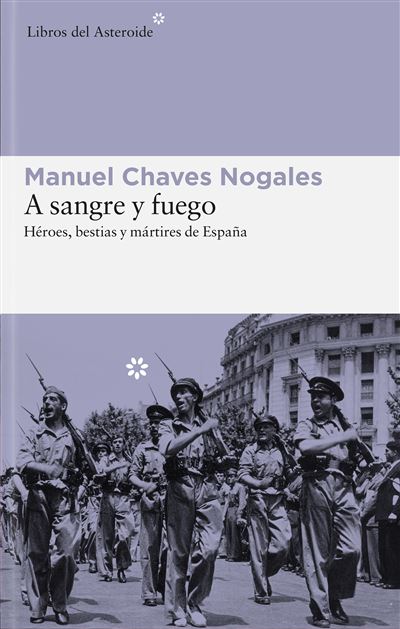 Libros del Asteroide
Manuel Chaves Nogales
A sangre y fuego
Héroes, bestias y mártires de España